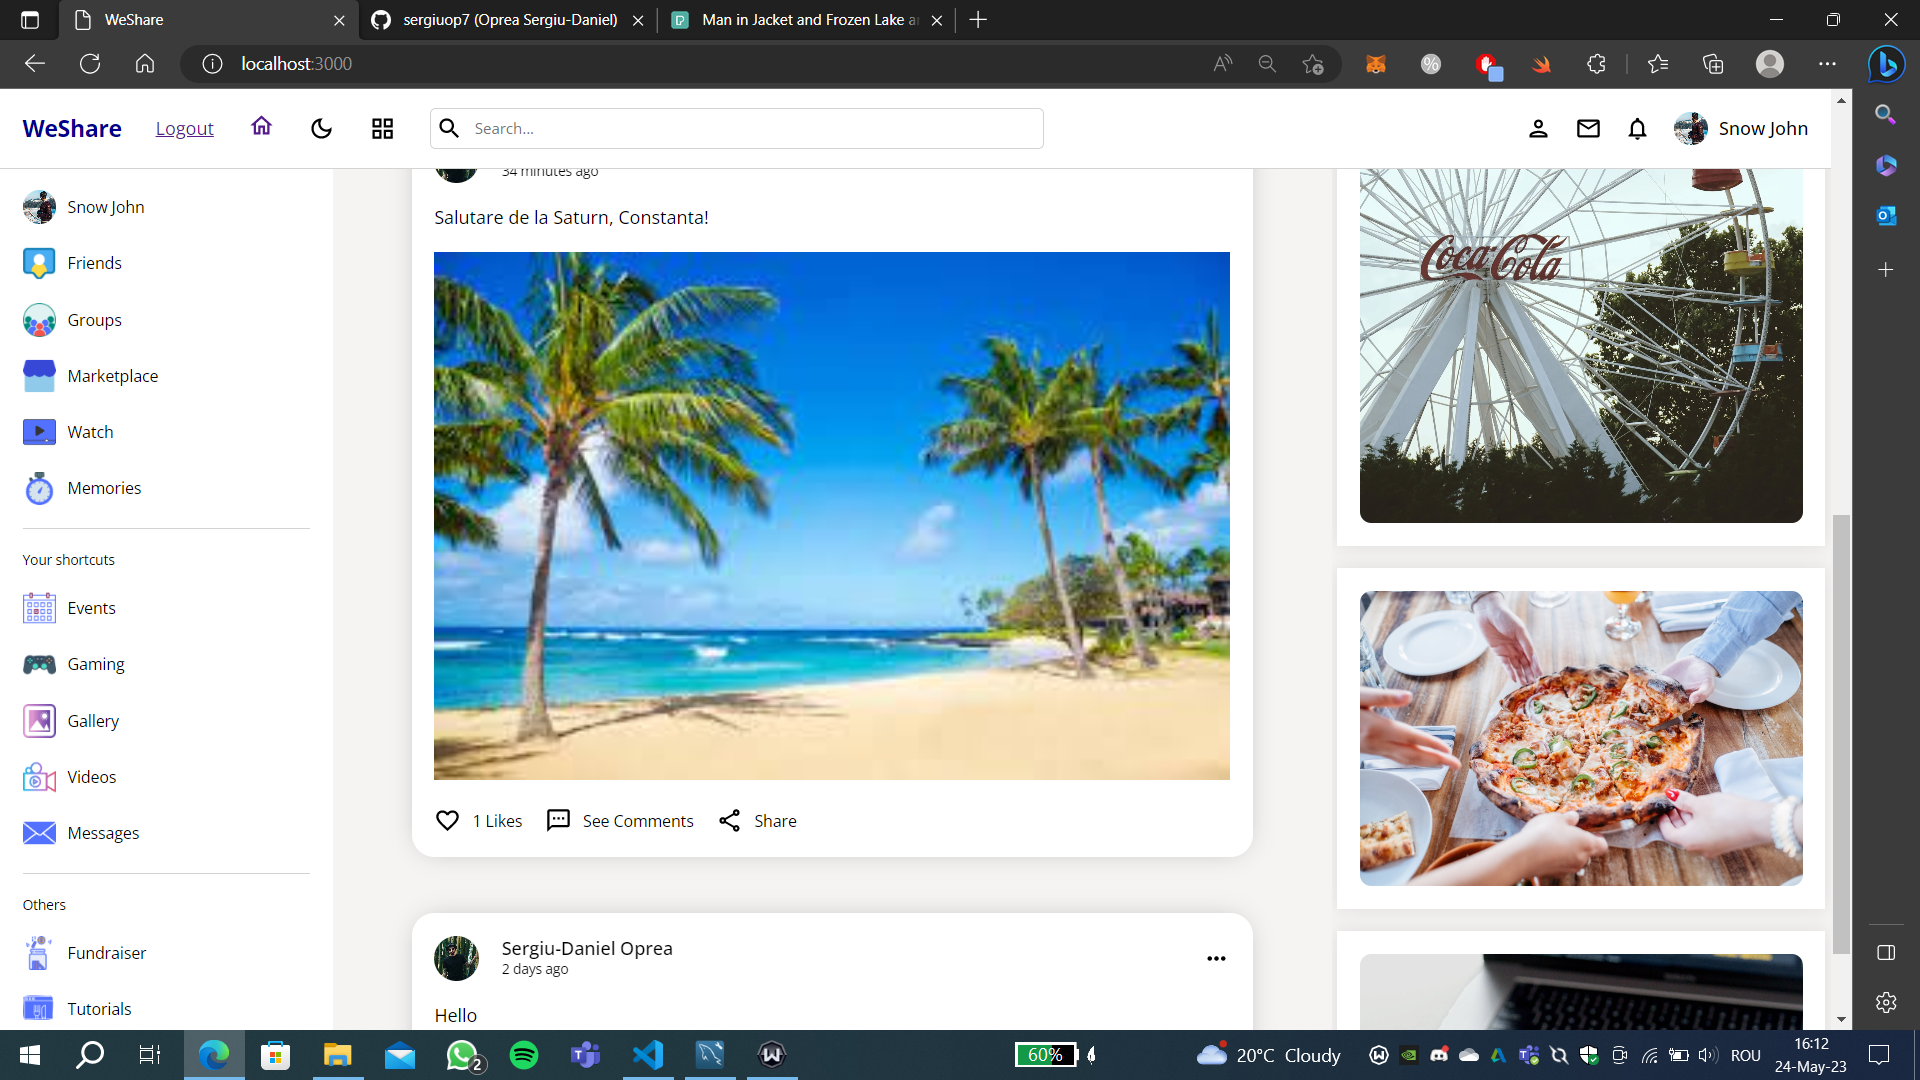 WeShare
sergiuop7 (Oprea Sergiu-Daniel)
Man in Jacket and Frozen Lake a
localhost:3000
WeShare
Logout
Search...
Snow John
Snow John
Friends
Groups
Marketplace
Watch
Memories
Your shortcuts
Events
Gaming
Gallery
Videos
Messages
Others
Fundraiser
Tutorials
34 minutes ago
Salutare de la Saturn, Constanta!
1 Likes
See Comments
Share
Sergiu-Daniel Oprea
2 days ago
Hello
Coca-Cola
2
60%
20°C Cloudy
ROU
16:12
24-May-23